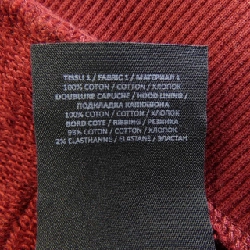 TISSU 1 / FABRIC 1 / МАТЕРИАЛ 1
100% COTON / COTTON / ХЛОПОК
DOUBLURE CAPUCHE / HOOD LINING /
ПОДКЛАДКА КАПЮШОНА
100% COTON / COTTON / ХЛОПОК
BORD COTE / RIBBING / РЕЗИНКА
98% COTON / COTTON / ХЛОПОК
2% ELASTHANNE / ELASTANE / ЭЛАСТАН